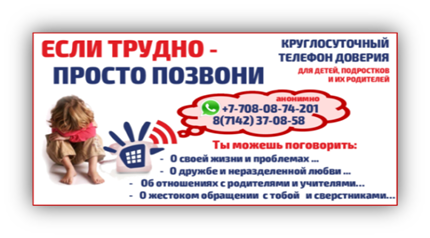 ЕСЛИ ТРУДНО -
ПРОСТО ПОЗВОНИ
КРУГЛОСУТОЧНЫЙ
ТЕЛЕФОН ДОВЕРИЯ
ДЛЯ ДЕТЕЙ, ПОДРОСТКОВ
И ИХ РОДИТЕЛЕЙ
анонимно
+7-708-08-74-201
8(7142) 37-08-58
Ты можешь поговорить:
- О своей жизни и проблемах ...
- О дружбе и неразделенной любви ...
- Об отношениях с родителями и учителями...
- О жестоком обращении с тобой и сверстниками...